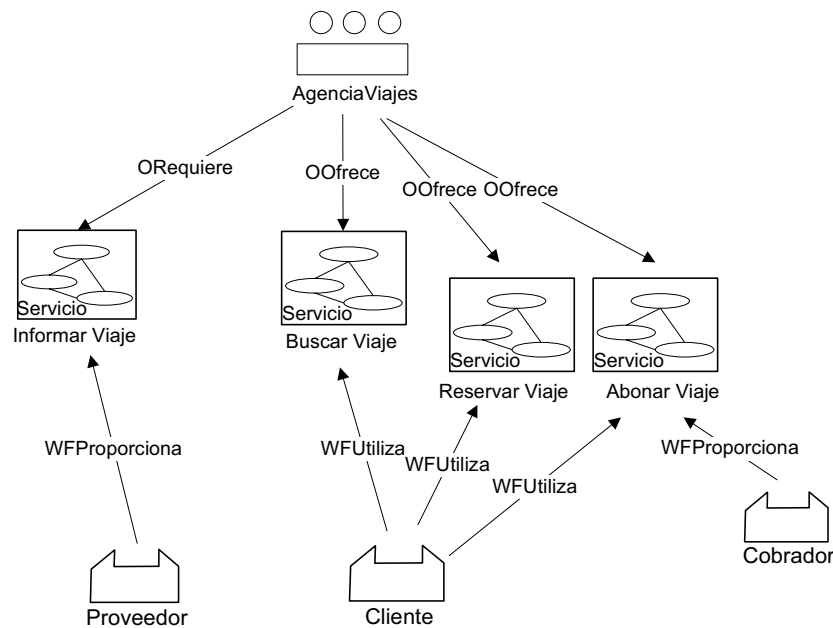 AgenciaViajes
ORequiere
OOfrece
OOfrece OOfrece
Servicio
Informar Viaje
Servicio
Buscar Viaje
Servicio
Reservar Viaje
Servicio
Abonar Viaje
WFProporciona
WFUtiliza
WFUtiliza
WFUtiliza
WFProporciona
Proveedor
Cliente
Cobrador